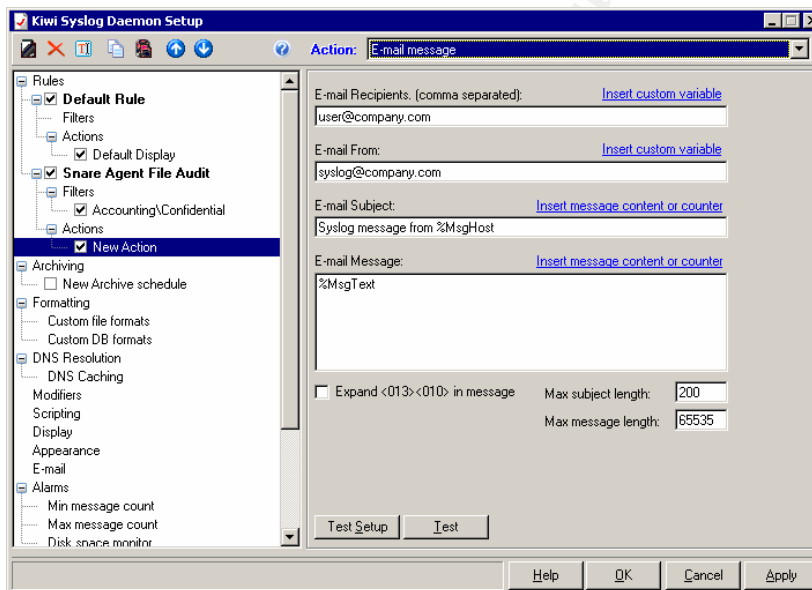 Kiwi Syslog Daemon Setup
Action: E-mail message
Rules
Default Rule
Filters
Actions
Default Display
Snare Agent File Audit
Filters
Accounting\Confidential
Actions
New Action
Archiving
New Archive schedule
Formatting
Custom file formats
Custom DB formats
DNS Resolution
DNS Caching
Modifiers
Scripting
Display
Appearance
E-mail
Alarms
Min message count
Max message count
Disk space monitor
E-mail Recipients. (comma separated): Insert custom variable
user@company.com
E-mail From: Insert custom variable
syslog@company.com
E-mail Subject: Insert message content or counter
Syslog message from %MsgHost
E-mail Message: Insert message content or counter
%MsgText
Expand <013><010> in message
Max subject length: 200
Max message length: 65535
Test Setup Test
Help OK Cancel Apply